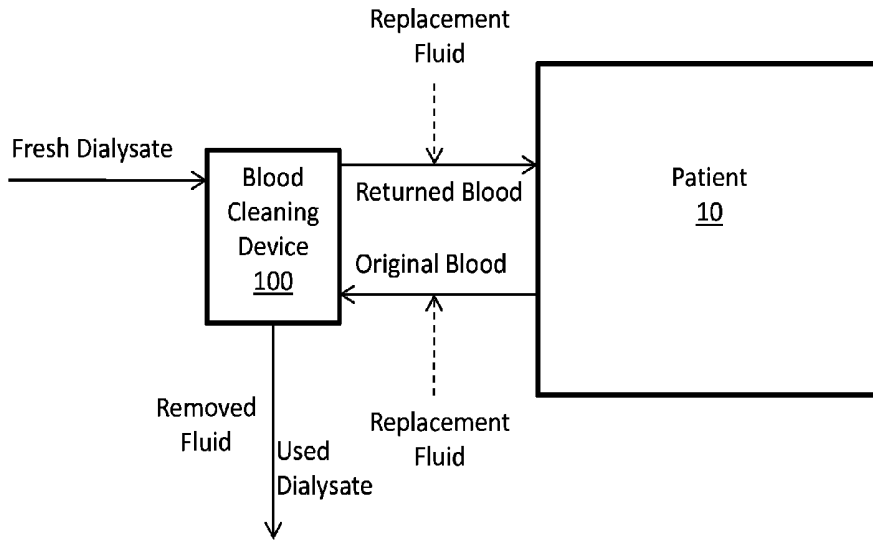 Replacement
Fluid
Fresh Dialysate
Blood
Cleaning
Device
100
Returned Blood
Patient
10
Original Blood
Removed
Fluid
Used
Dialysate
Replacement
Fluid